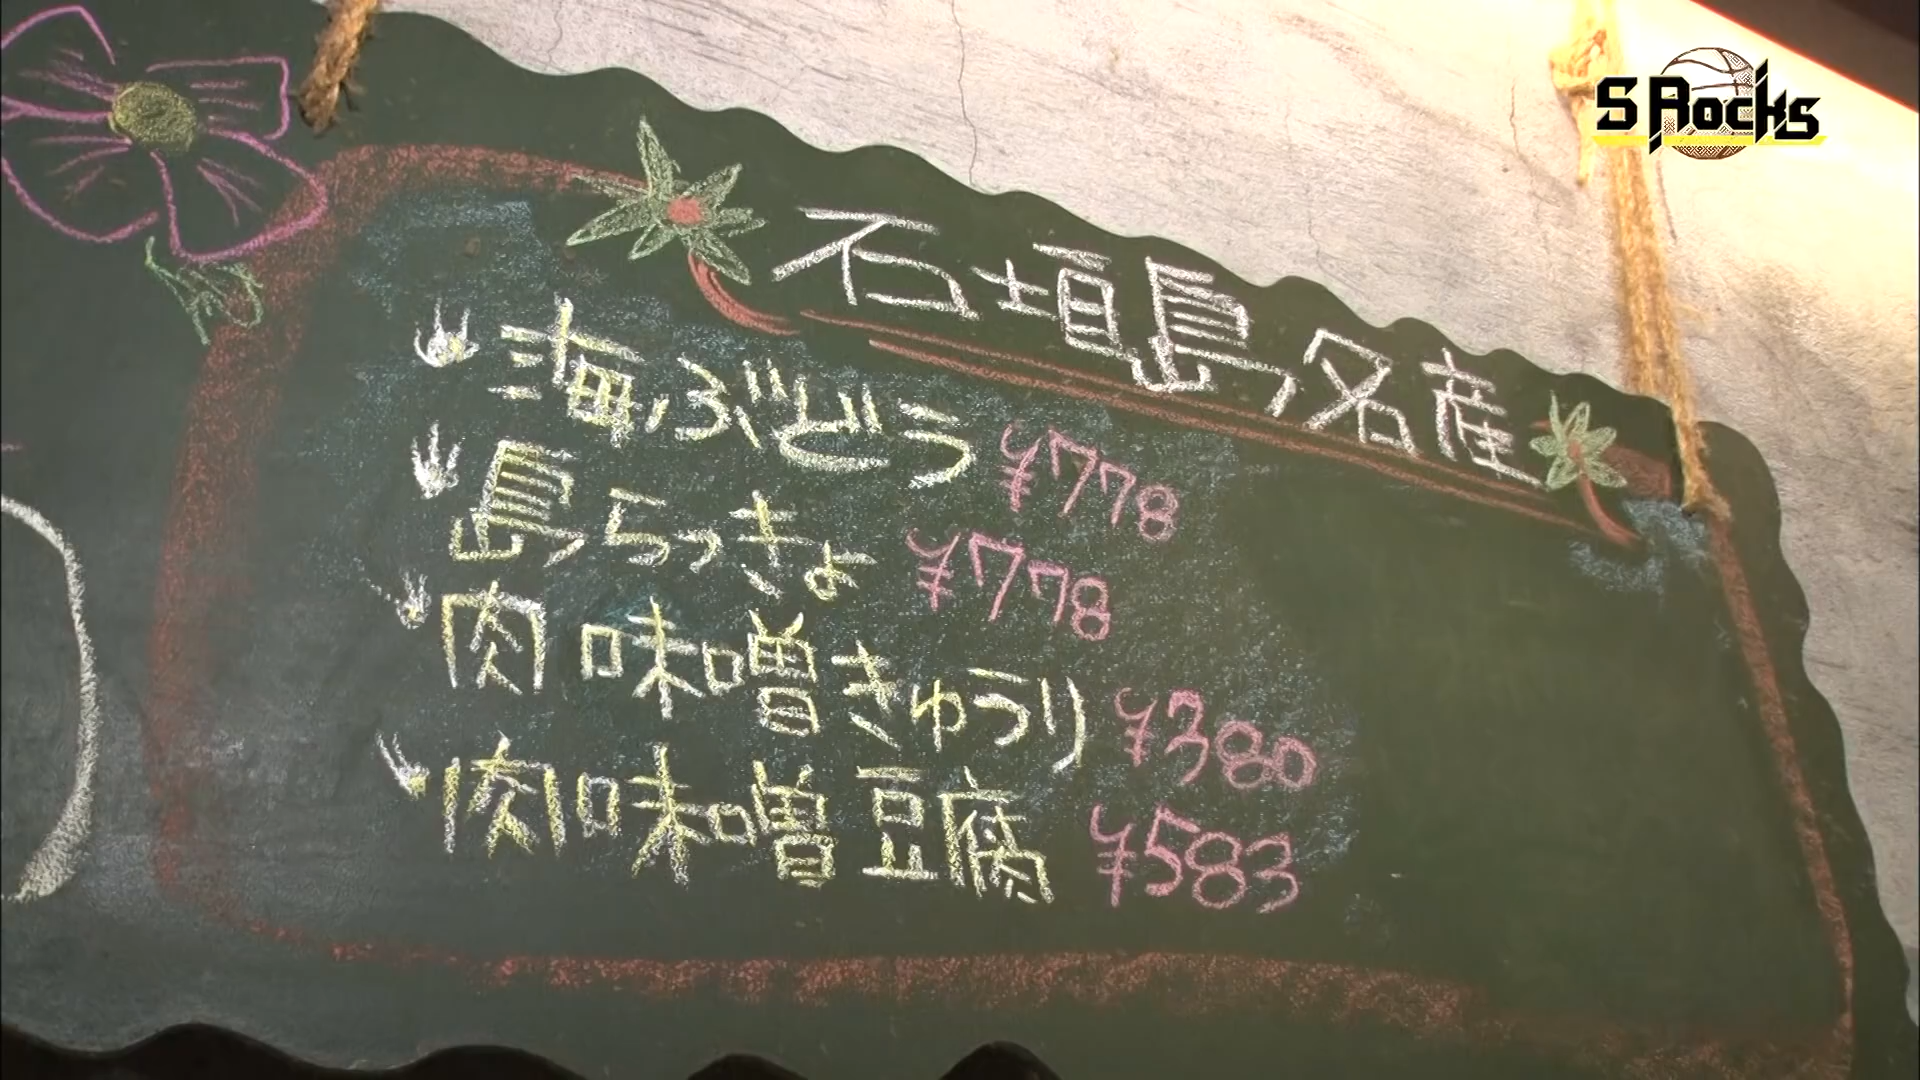 S Rocks
石垣島名産
海ぶどう ¥778
島らっきょ ¥778
肉味噌きゅうり ¥380
肉味噌豆腐 ¥583